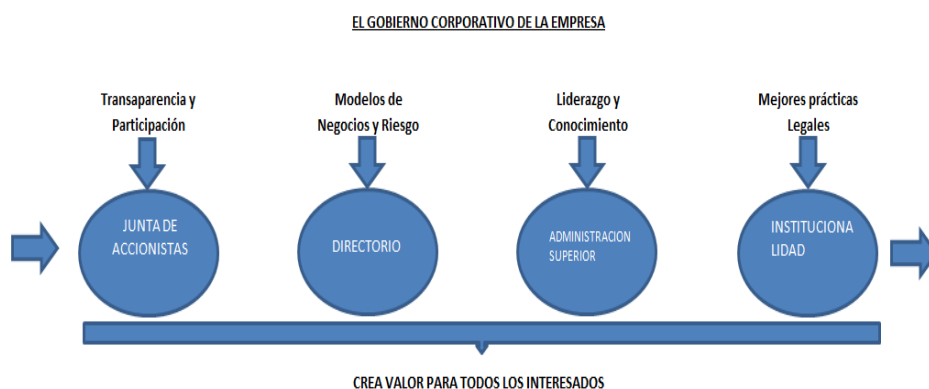 EL GOBIERNO CORPORATIVO DE LA EMPRESA
Transaparencia y
Participación
Modelos de
Negocios y Riesgo
Liderazgo y
Conocimiento
Mejores prácticas
Legales
JUNTA DE
ACCIONISTAS
DIRECTORIO
ADMINISTRACION
SUPERIOR
INSTITUCIONA
LIDAD
CREA VALOR PARA TODOS LOS INTERESADOS